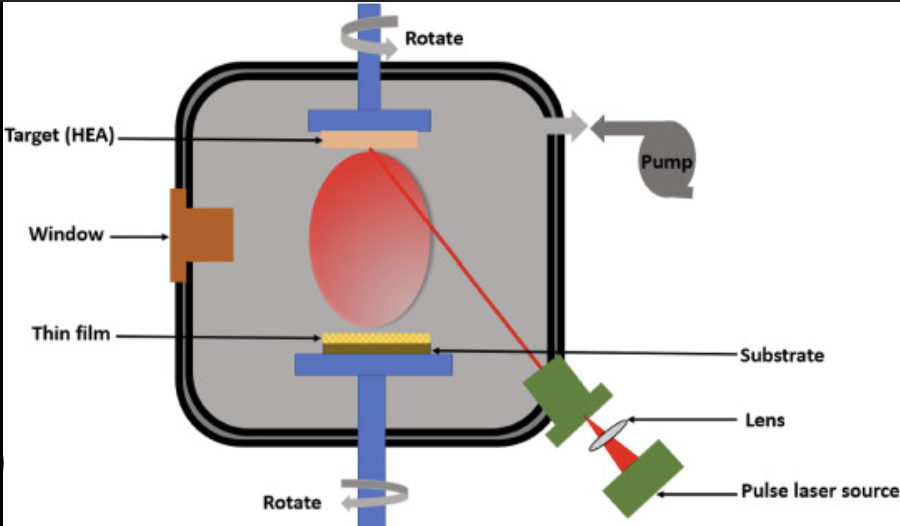 Rotate
Target (HEA)
Pump
Window
Thin film
Substrate
Lens
Pulse laser source
Rotate